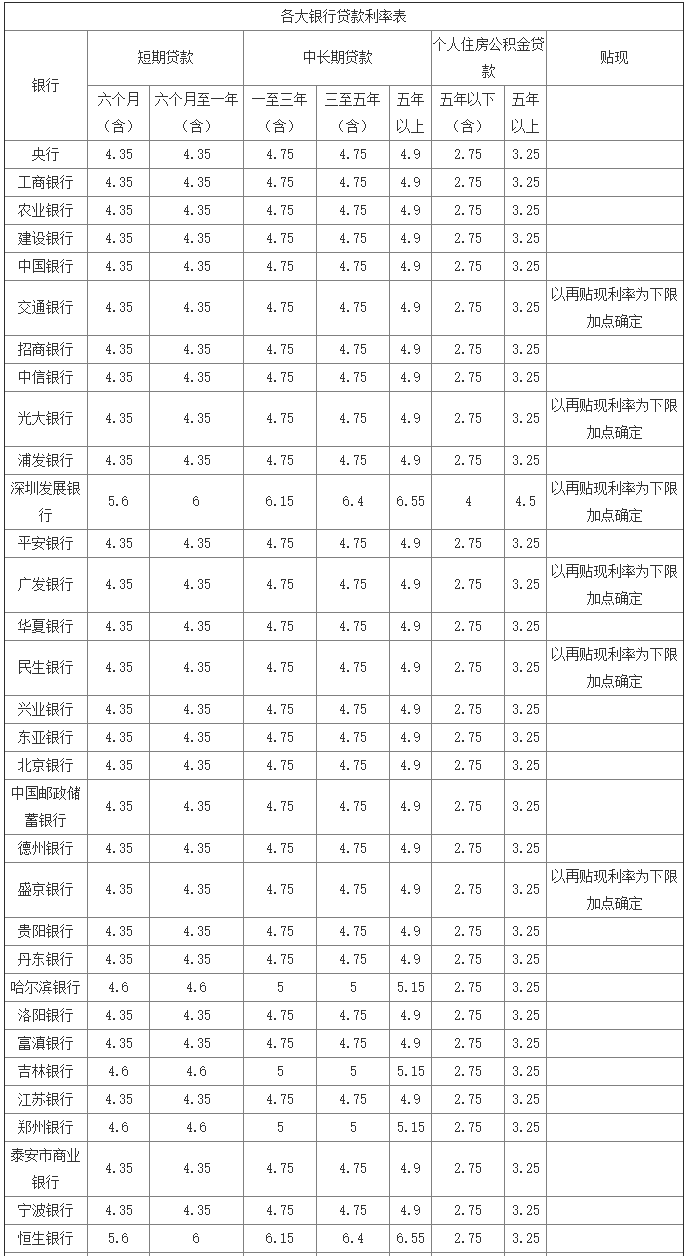 各大银行贷款利率表
银行 短期贷款 中长期贷款 个人住房公积金贷款 贴现
六个月（含） 六个月至一年（含） 一至三年（含） 三至五年（含） 五年以上 五年以下（含） 五年以上
央行 4.35 4.35 4.75 4.75 4.9 2.75 3.25
工商银行 4.35 4.35 4.75 4.75 4.9 2.75 3.25
农业银行 4.35 4.35 4.75 4.75 4.9 2.75 3.25
建设银行 4.35 4.35 4.75 4.75 4.9 2.75 3.25
中国银行 4.35 4.35 4.75 4.75 4.9 2.75 3.25
交通银行 4.35 4.35 4.75 4.75 4.9 2.75 3.25 以再贴现利率为下限加点确定
招商银行 4.35 4.35 4.75 4.75 4.9 2.75 3.25
中信银行 4.35 4.35 4.75 4.75 4.9 2.75 3.25
光大银行 4.35 4.35 4.75 4.75 4.9 2.75 3.25 以再贴现利率为下限加点确定
浦发银行 4.35 4.35 4.75 4.75 4.9 2.75 3.25
深圳发展银行 5.6 6 6.15 6.4 6.55 4 4.5 以再贴现利率为下限加点确定
平安银行 4.35 4.35 4.75 4.75 4.9 2.75 3.25
广发银行 4.35 4.35 4.75 4.75 4.9 2.75 3.25 以再贴现利率为下限加点确定
华夏银行 4.35 4.35 4.75 4.75 4.9 2.75 3.25
民生银行 4.35 4.35 4.75 4.75 4.9 2.75 3.25 以再贴现利率为下限加点确定
兴业银行 4.35 4.35 4.75 4.75 4.9 2.75 3.25
东亚银行 4.35 4.35 4.75 4.75 4.9 2.75 3.25
北京银行 4.35 4.35 4.75 4.75 4.9 2.75 3.25
中国邮政储蓄银行 4.35 4.35 4.75 4.75 4.9 2.75 3.25
德州银行 4.35 4.35 4.75 4.75 4.9 2.75 3.25
盛京银行 4.35 4.35 4.75 4.75 4.9 2.75 3.25 以再贴现利率为下限加点确定
贵阳银行 4.35 4.35 4.75 4.75 4.9 2.75 3.25
丹东银行 4.35 4.35 4.75 4.75 4.9 2.75 3.25
哈尔滨银行 4.6 4.6 5 5 5.15 2.75 3.25
洛阳银行 4.35 4.35 4.75 4.75 4.9 2.75 3.25
富滇银行 4.35 4.35 4.75 4.75 4.9 2.75 3.25
吉林银行 4.6 4.6 5 5 5.15 2.75 3.25
江苏银行 4.35 4.35 4.75 4.75 4.9 2.75 3.25
郑州银行 4.6 4.6 5 5 5.15 2.75 3.25
泰安市商业银行 4.35 4.35 4.75 4.75 4.9 2.75 3.25
宁波银行 4.35 4.35 4.75 4.75 4.9 2.75 3.25
恒生银行 5.6 6 6.15 6.4 6.55 2.75 3.25